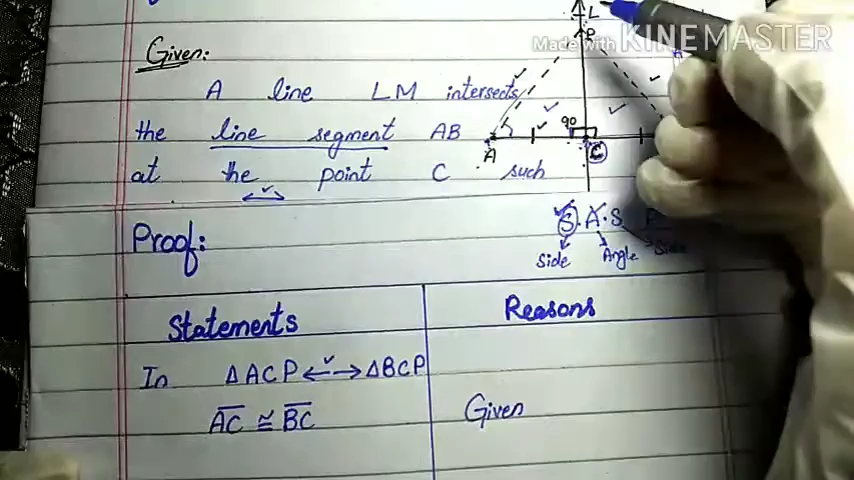 L
P
Made with KINEMASTER
Given:
A line LM intersects
the line segment AB
90
A
C
at the point C such
Proof:
S.A.S
Side Angle Side
Statements Reasons
In ΔACP ⟷ ΔBCP
AC ≅ BC Given